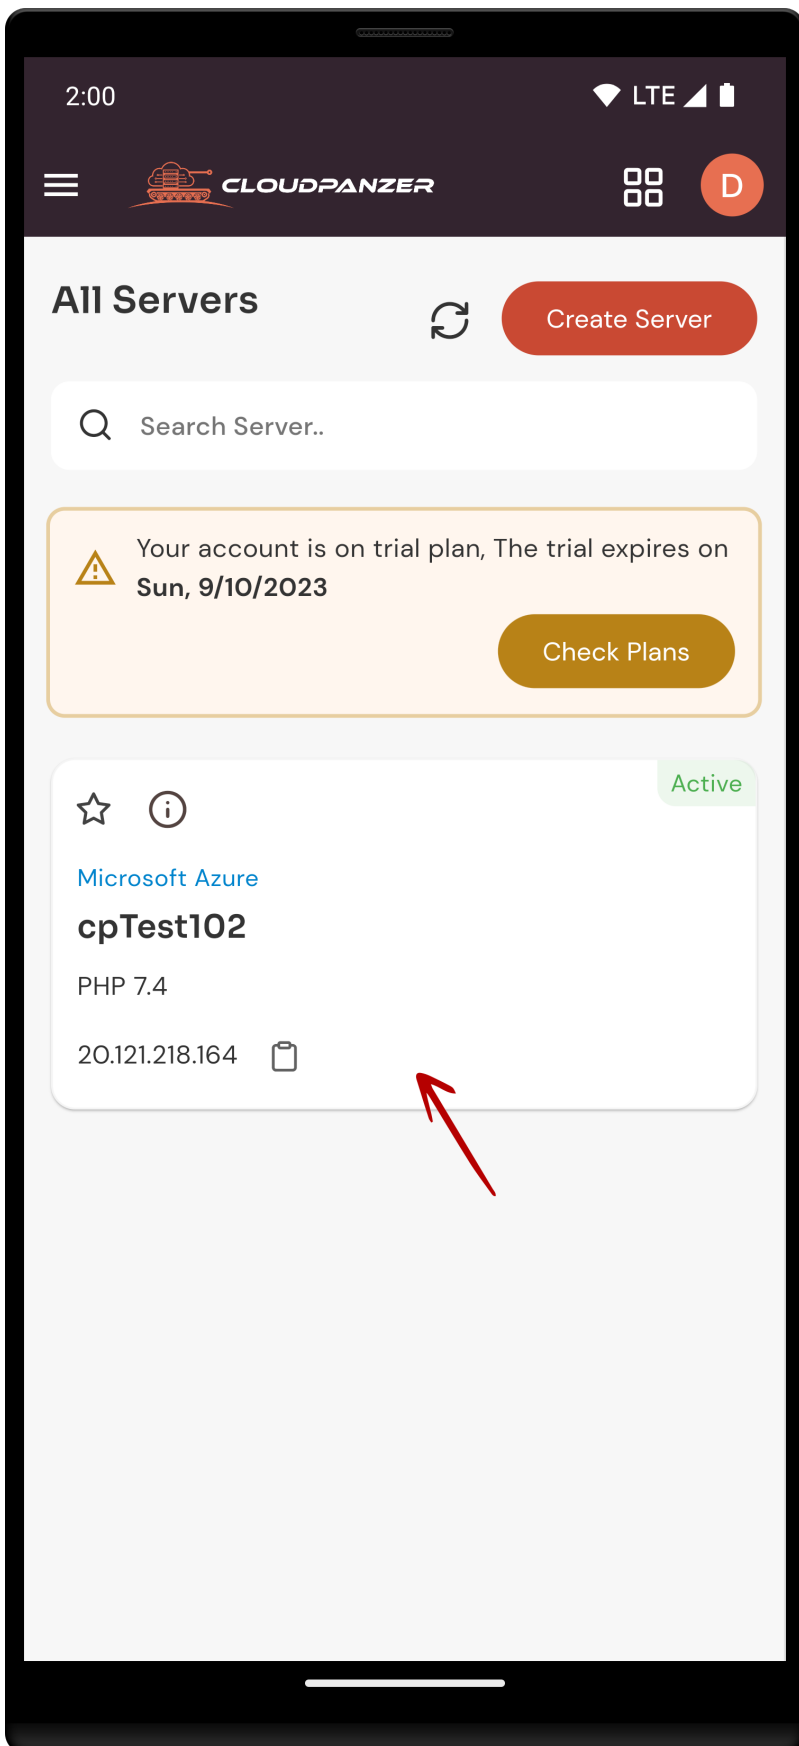 2:00 LTE
CLOUDPANZER D
All Servers
Create Server
Search Server..
Your account is on trial plan, The trial expires on
Sun, 9/10/2023
Check Plans
Active
Microsoft Azure
cpTest102
PHP 7.4
20.121.218.164